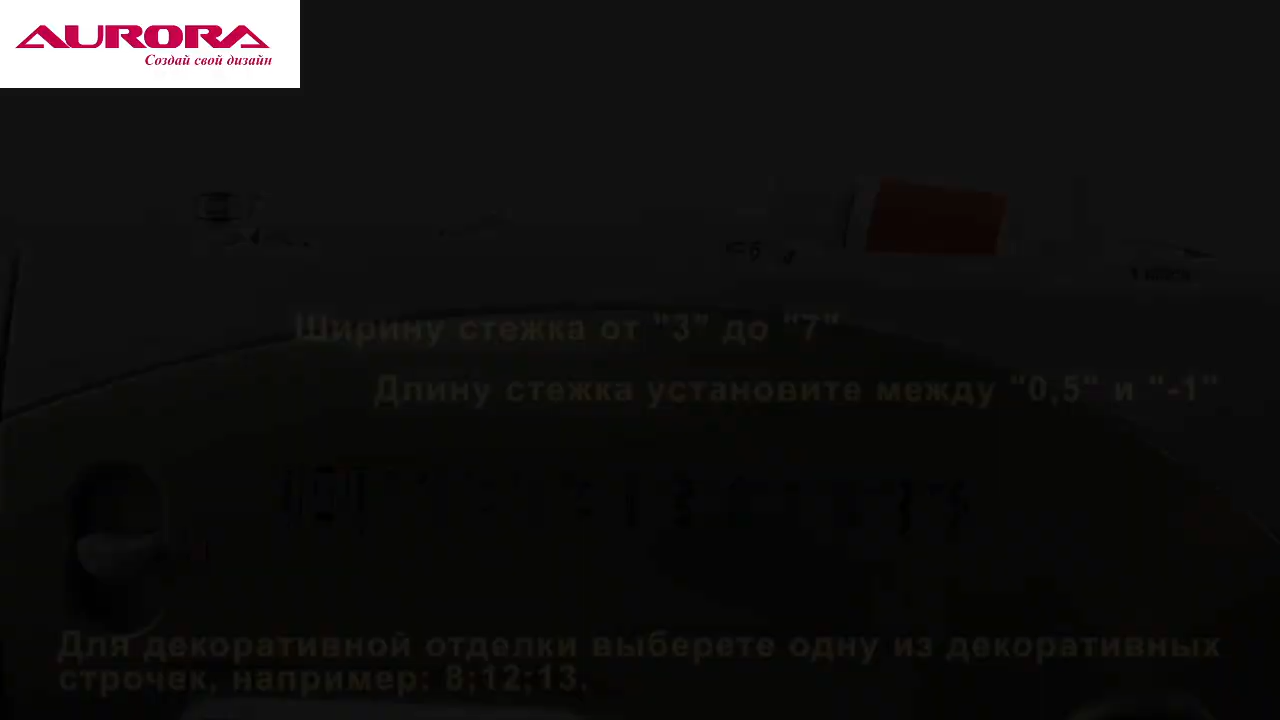 AURORA
Создай свой дизайн
Ширину стежка от "3" до "7"
Длину стежка установите между "0,5" и "-1"
Для декоративной отделки выберете одну из декоративных
строчек, например: 8;12;13.